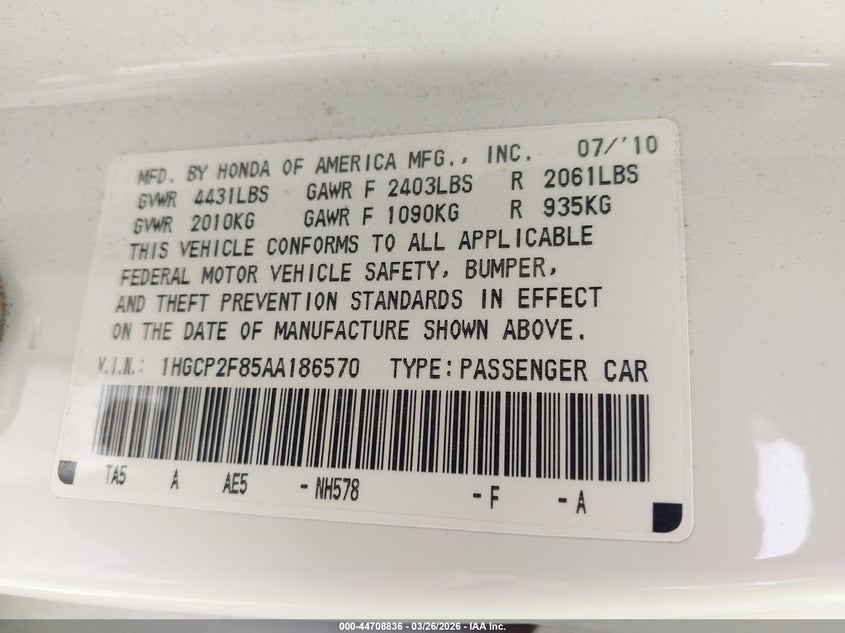 MFD. BY HONDA OF AMERICA MFG., INC. 07/'10
GVWR 4431LBS GAWR F 2403LBS R 2061LBS
GVWR 2010KG GAWR F 1090KG R 935KG
THIS VEHICLE CONFORMS TO ALL APPLICABLE
FEDERAL MOTOR VEHICLE SAFETY, BUMPER,
AND THEFT PREVENTION STANDARDS IN EFFECT
ON THE DATE OF MANUFACTURE SHOWN ABOVE.
V.I.N.: 1HGCP2F85AA186570 TYPE: PASSENGER CAR
TA5 A AE5 -NH578 -F -A
000-44708836 - 03/26/2026 - IAA Inc.